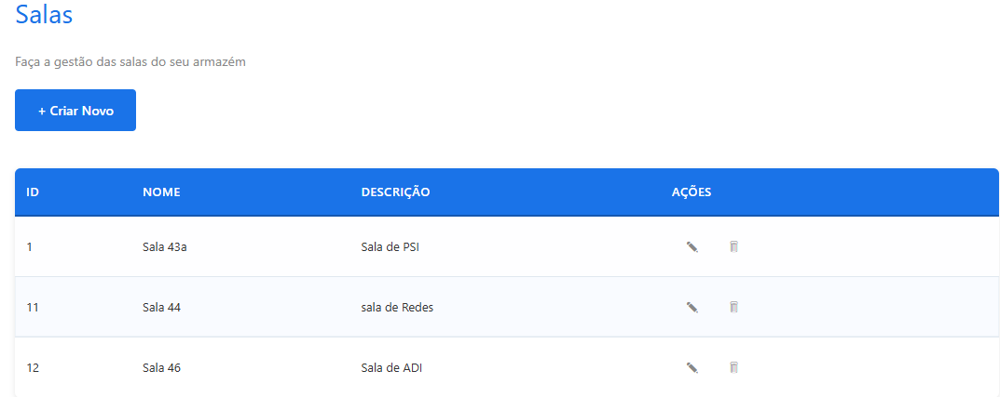 Salas
Faça a gestão das salas do seu armazém
+ Criar Novo
ID NOME DESCRIÇÃO AÇÕES
1 Sala 43a Sala de PSI
11 Sala 44 sala de Redes
12 Sala 46 Sala de ADI